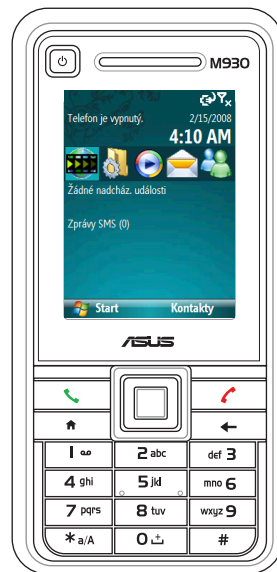 M930
Telefon je vypnutý. 2/15/2008
4:10 AM
Žádné nadcház. události
Zprávy SMS (0)
Start Kontakty
ASUS
1 2 abc def 3
4 ghi 5 jkl mno 6
7 pqrs 8 tuv wxyz 9
* a/A 0 + #